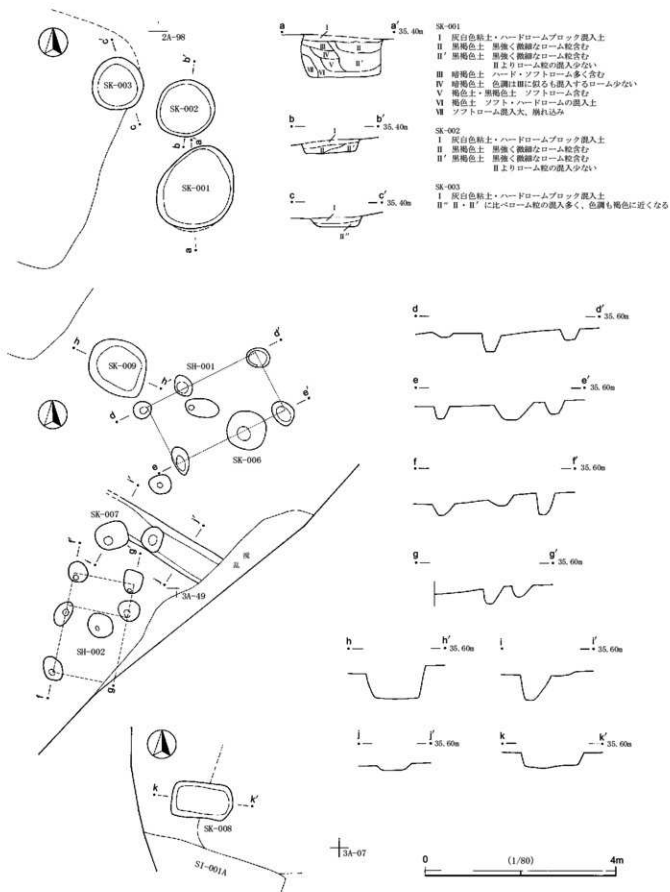 2A-98
SK-003
SK-002
SK-001
c'
c
b'
b
a'
a
a
a'
35.40m
I
II
III
IV
II'
V
VII
VI
b
b'
35.40m
I
II'
II
c
c'
35.40m
I
II"
SK-001
I 灰白色粘土・ハードロームブロック混入土
II 黒褐色土 黒強く微細なローム粒含む
II' 黒褐色土 黒強く微細なローム粒含む
IIよりローム粒の混入少ない
III 暗褐色土 ハード・ソフトローム多く含む
IV 暗褐色土 色調はIIIに似るも混入するローム少ない
V 褐色土・黒褐色土 ソフトローム含む
VI 褐色土 ソフト・ハードロームの混入土
VII ソフトローム混入大、崩れ込み
SK-002
I 灰白色粘土・ハードロームブロック混入土
II 黒褐色土 黒強く微細なローム粒含む
II' 黒褐色土 黒強く微細なローム粒含む
IIよりローム粒の混入少ない
SK-003
I 灰白色粘土・ハードロームブロック混入土
II" II・II'に比べローム粒の混入多く、色調も褐色に近くなる
h
SK-009
h'
SH-001
d'
d
e'
e
SK-006
SK-007
i'
i
j'
j
撹乱
3A-49
f'
g'
SH-002
f
g
d
d'
35.60m
e
e'
35.60m
f
f'
35.60m
g
g'
35.60m
h
h'
35.60m
i
i'
35.60m
j
j'
35.60m
k
k'
35.60m
k
k'
SK-008
SI-001A
3A-07
0
(1/80)
4m